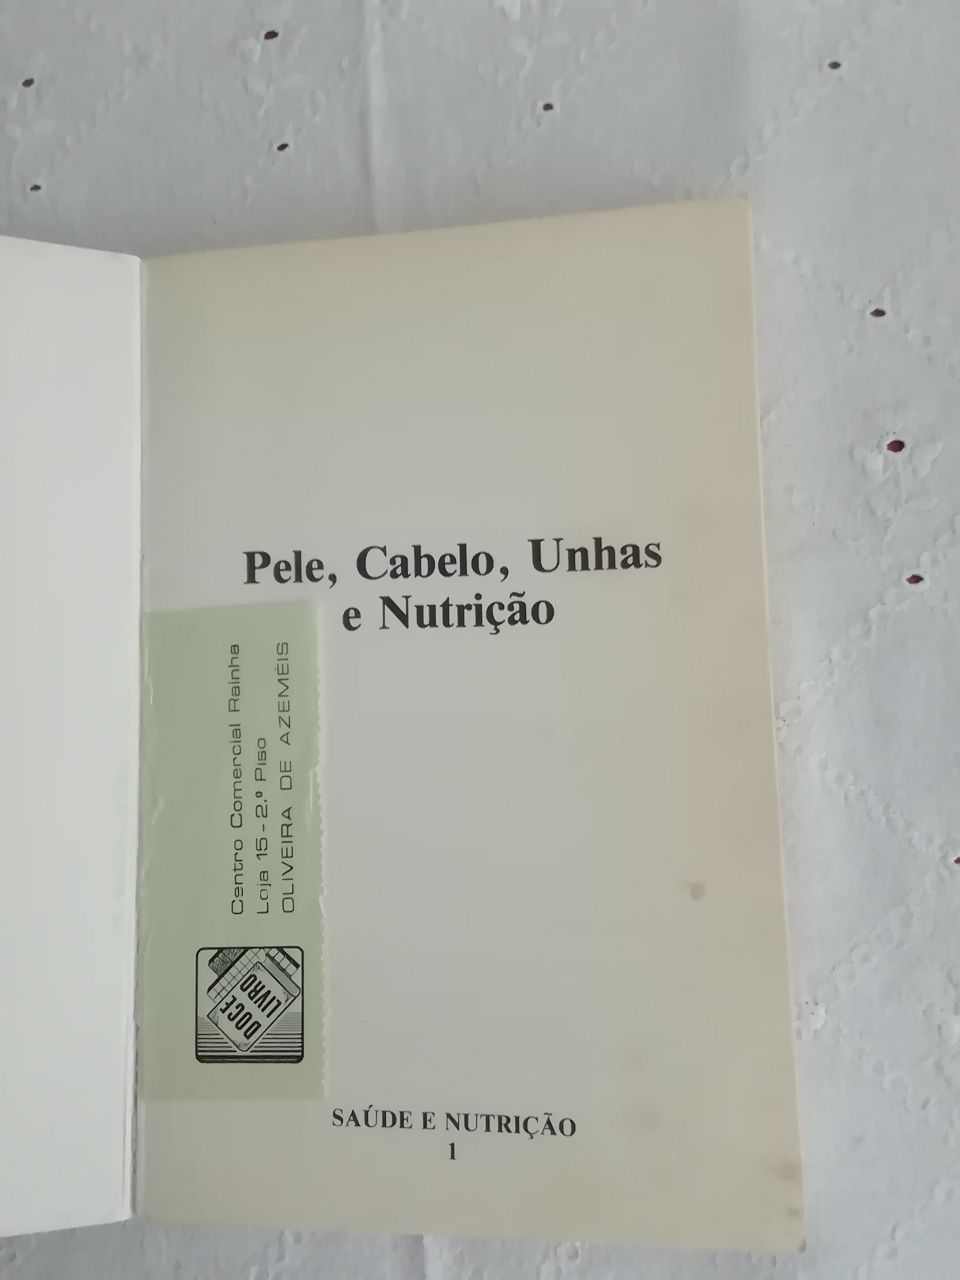 Pele, Cabelo, Unhas
e Nutrição
Centro Comercial Rainha
Loja 15 - 2.º Piso
OLIVEIRA DE AZEMÉIS
DOCE
LIVRO
SAÚDE E NUTRIÇÃO
1